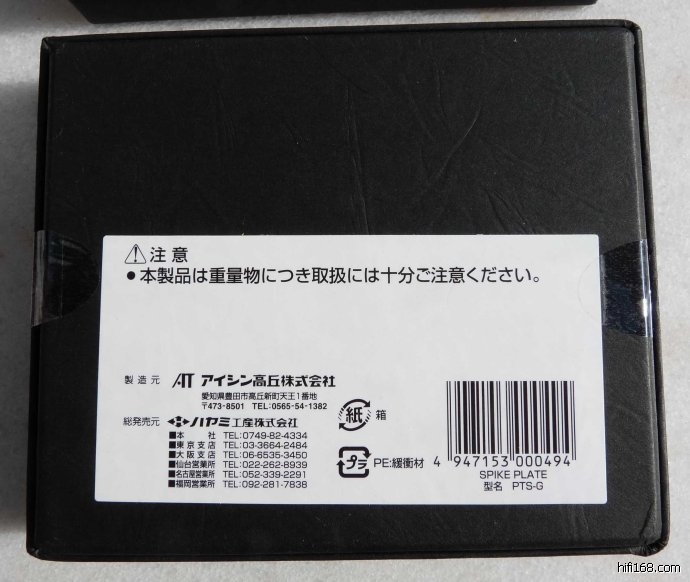 注意
●本製品は重量物につき取扱には十分ご注意ください。
製造元 AT アイシン高丘株式会社
愛知県豊田市高丘新町天王1番地
〒473-8501 TEL:0565-54-1382
総発売元 ハヤミ工産株式会社
■本社 TEL:0749-82-4334
■東京支店 TEL:03-3664-2484
■大阪支店 TEL:06-6535-3450
■仙台営業所 TEL:022-262-8939
■名古屋営業所 TEL:052-339-2291
■福岡営業所 TEL:092-281-7838
紙 箱
プラ PE:緩衝材
4 947153 000494
SPIKE PLATE
型名 PTS-G
hifi168.com